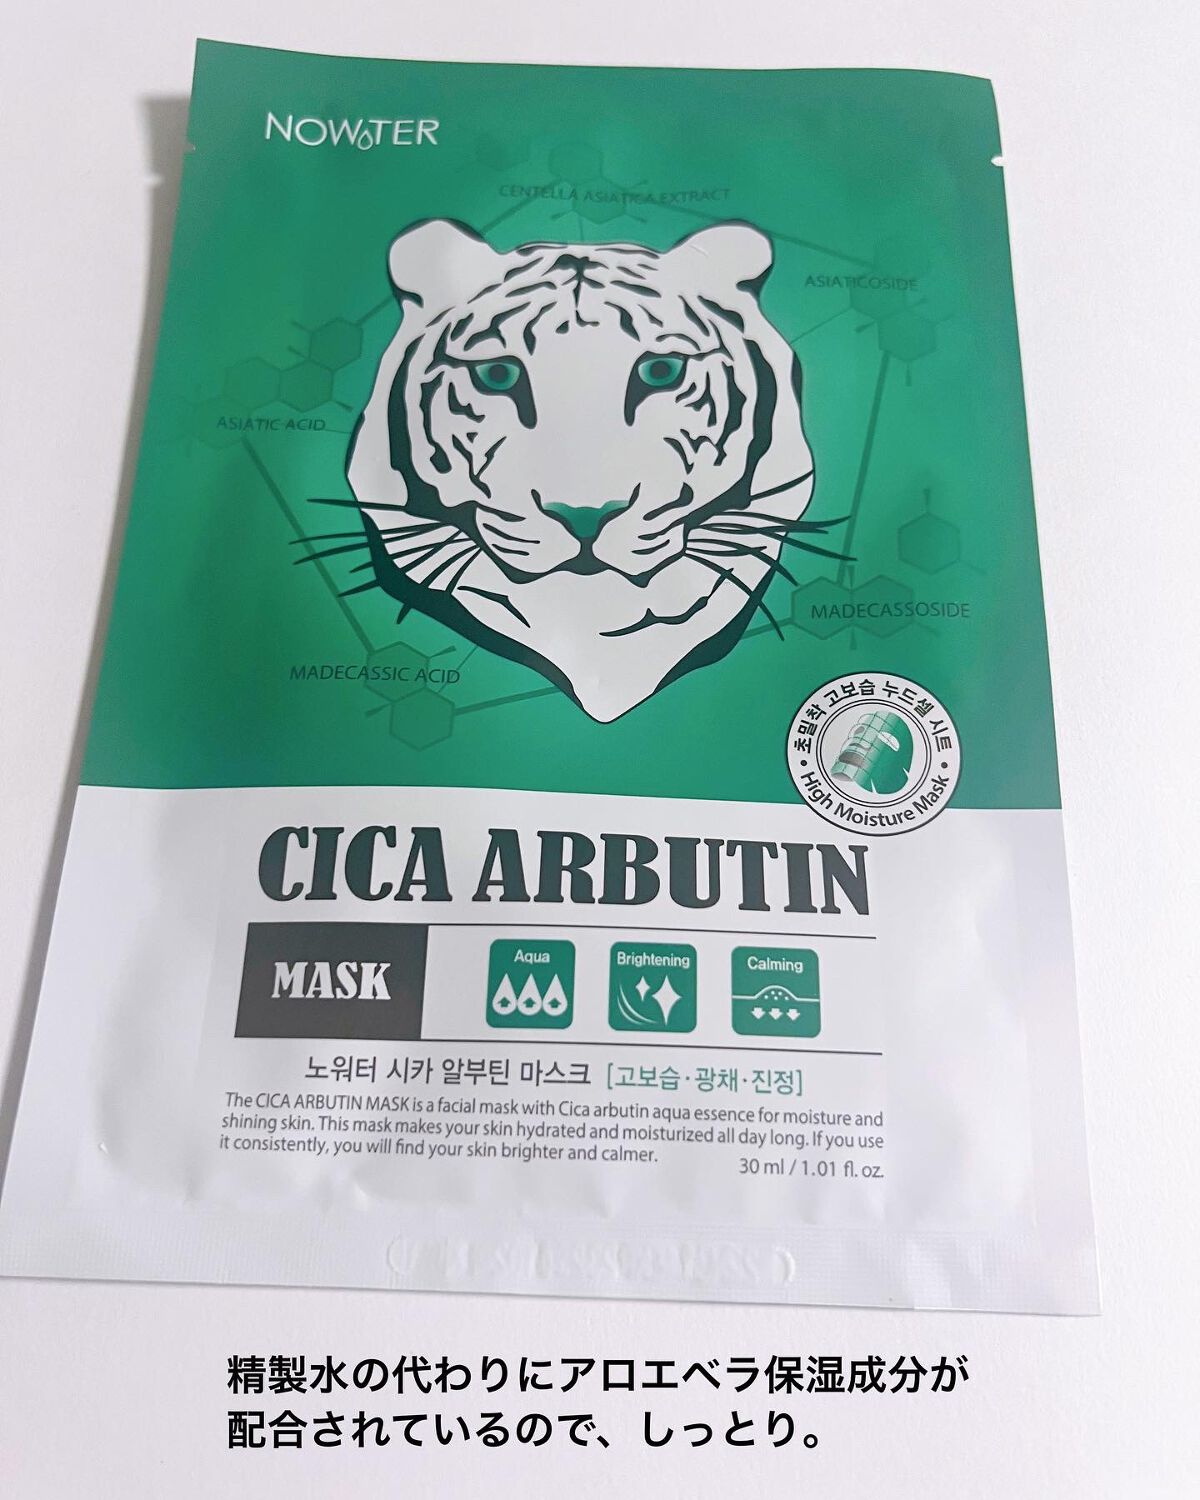 NOWATER
CENTELLA ASIATICA EXTRACT
ASIATICOSIDE
ASIATIC ACID
MADECASSOSIDE
MADECASSIC ACID
초밀착 고보습 누드셀 시트
High Moisture Mask
CICA ARBUTIN
MASK
Aqua
Brightening
Calming
노워터 시카 알부틴 마스크 [고보습·광채·진정]
The CICA ARBUTIN MASK is a facial mask with Cica arbutin aqua essence for moisture and
shining skin. This mask makes your skin hydrated and moisturized all day long. If you use
it consistently, you will find your skin brighter and calmer.
30 ml / 1.01 fl. oz.
精製水の代わりにアロエベラ保湿成分が
配合されているので、しっとり。